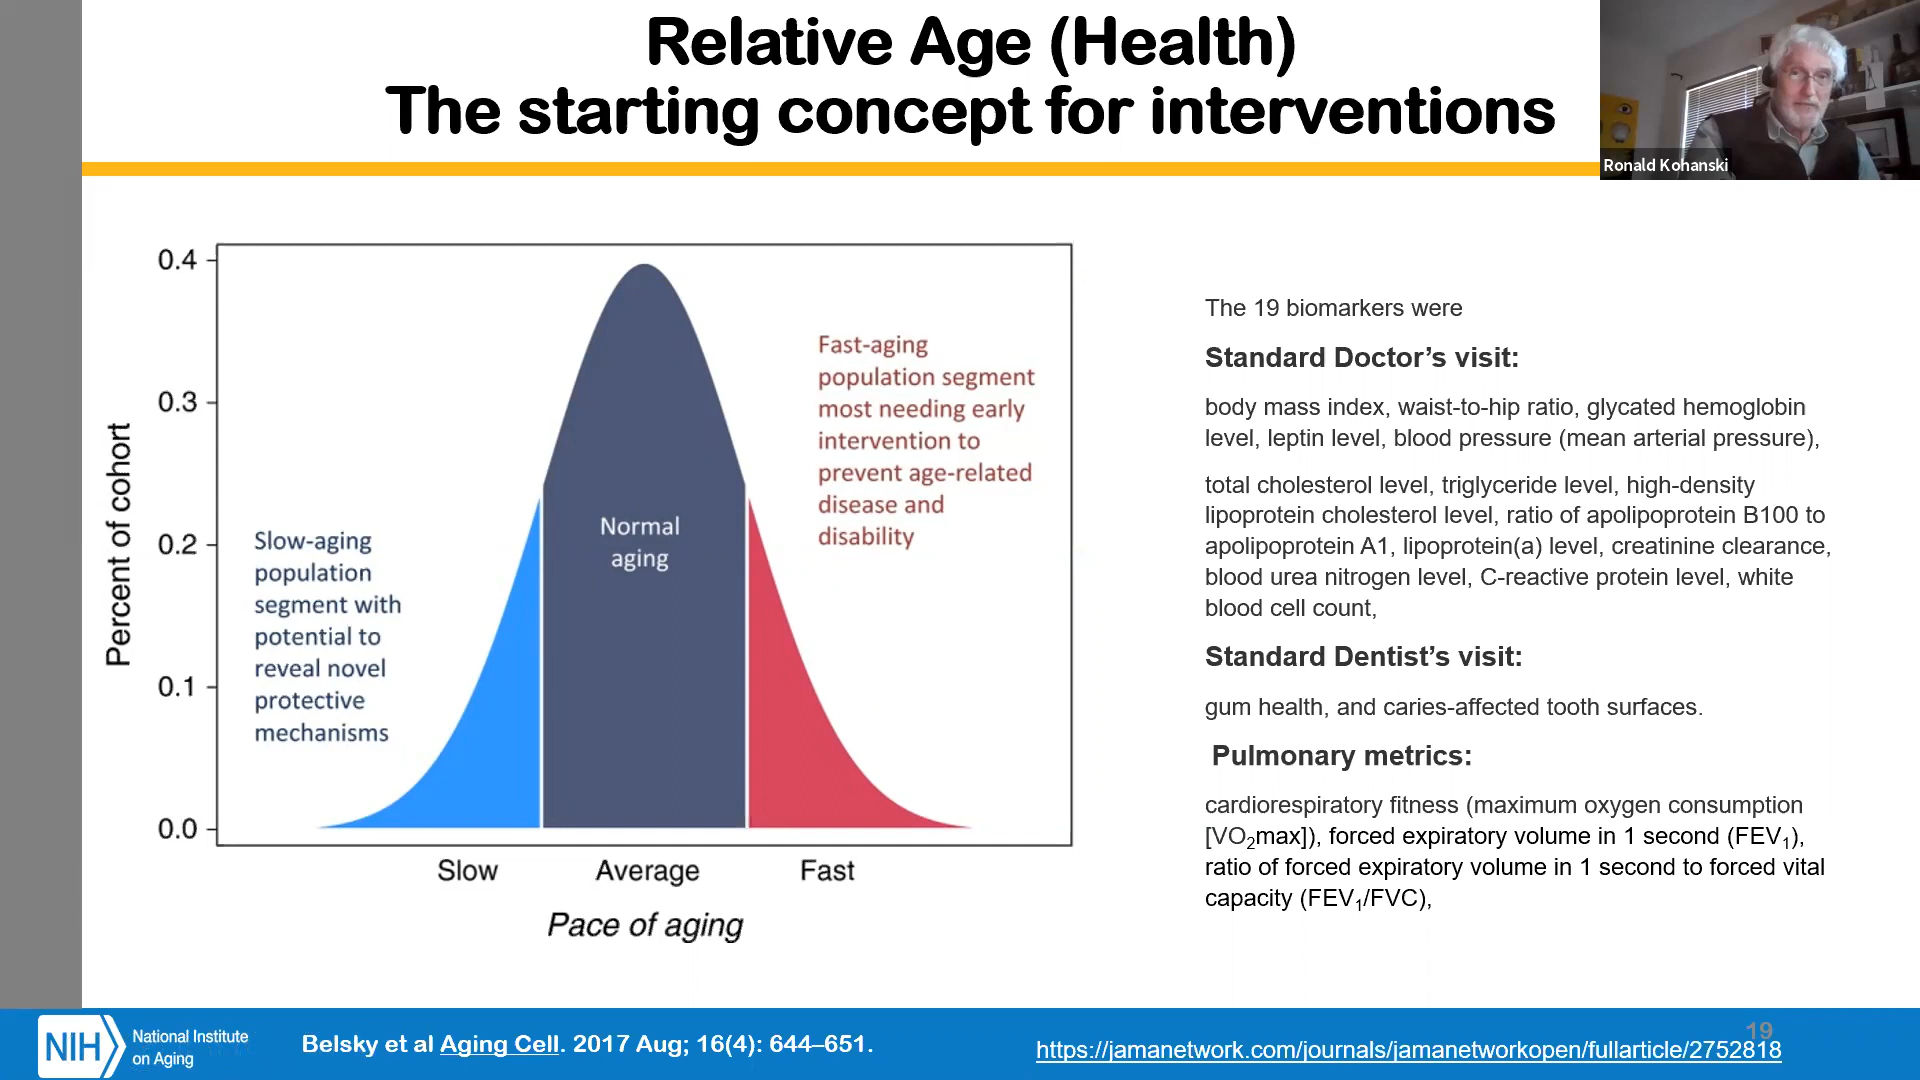 Relative Age (Health)
The starting concept for interventions
Ronald Kohanski
0.4
0.3
0.2
0.1
0.0
Percent of cohort
Slow-aging
population
segment with
potential to
reveal novel
protective
mechanisms
Normal
aging
Fast-aging
population segment
most needing early
intervention to
prevent age-related
disease and
disability
Slow
Average
Fast
Pace of aging
The 19 biomarkers were
Standard Doctor’s visit:
body mass index, waist-to-hip ratio, glycated hemoglobin
level, leptin level, blood pressure (mean arterial pressure),
total cholesterol level, triglyceride level, high-density
lipoprotein cholesterol level, ratio of apolipoprotein B100 to
apolipoprotein A1, lipoprotein(a) level, creatinine clearance,
blood urea nitrogen level, C-reactive protein level, white
blood cell count,
Standard Dentist’s visit:
gum health, and caries-affected tooth surfaces.
Pulmonary metrics:
cardiorespiratory fitness (maximum oxygen consumption
[VO2max]), forced expiratory volume in 1 second (FEV1),
ratio of forced expiratory volume in 1 second to forced vital
capacity (FEV1/FVC),
NIH
National Institute
on Aging
Belsky et al Aging Cell. 2017 Aug; 16(4): 644–651.
19
https://jamanetwork.com/journals/jamanetworkopen/fullarticle/2752818